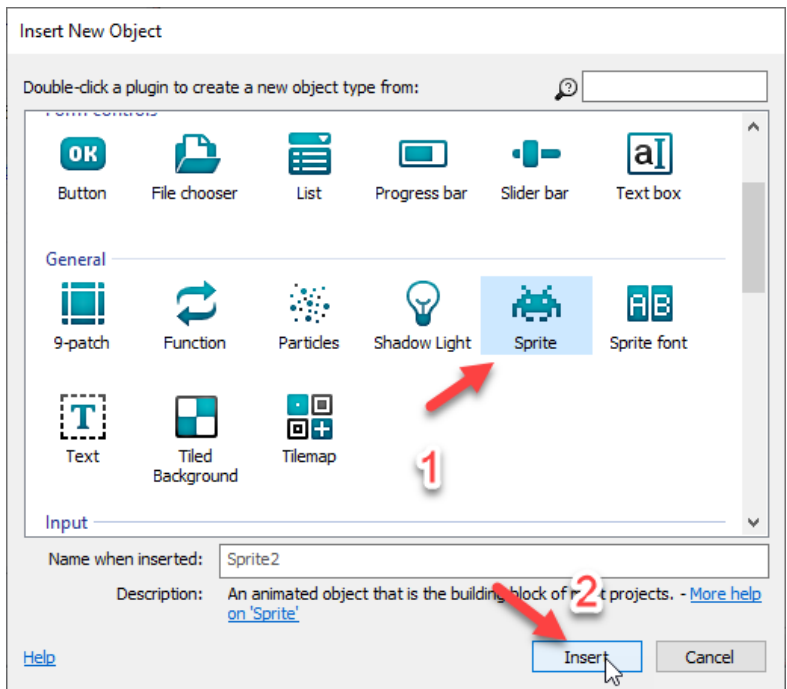 Insert New Object
Double-click a plugin to create a new object type from:
Form controls
OK
aI
Button File chooser List Progress bar Slider bar Text box
General
AB
9-patch Function Particles Shadow Light Sprite Sprite font
T
Text Tiled Background Tilemap
1
Input
Name when inserted: Sprite2
2
Description: An animated object that is the building block of projects. - More help
on 'Sprite'
Help Insert Cancel